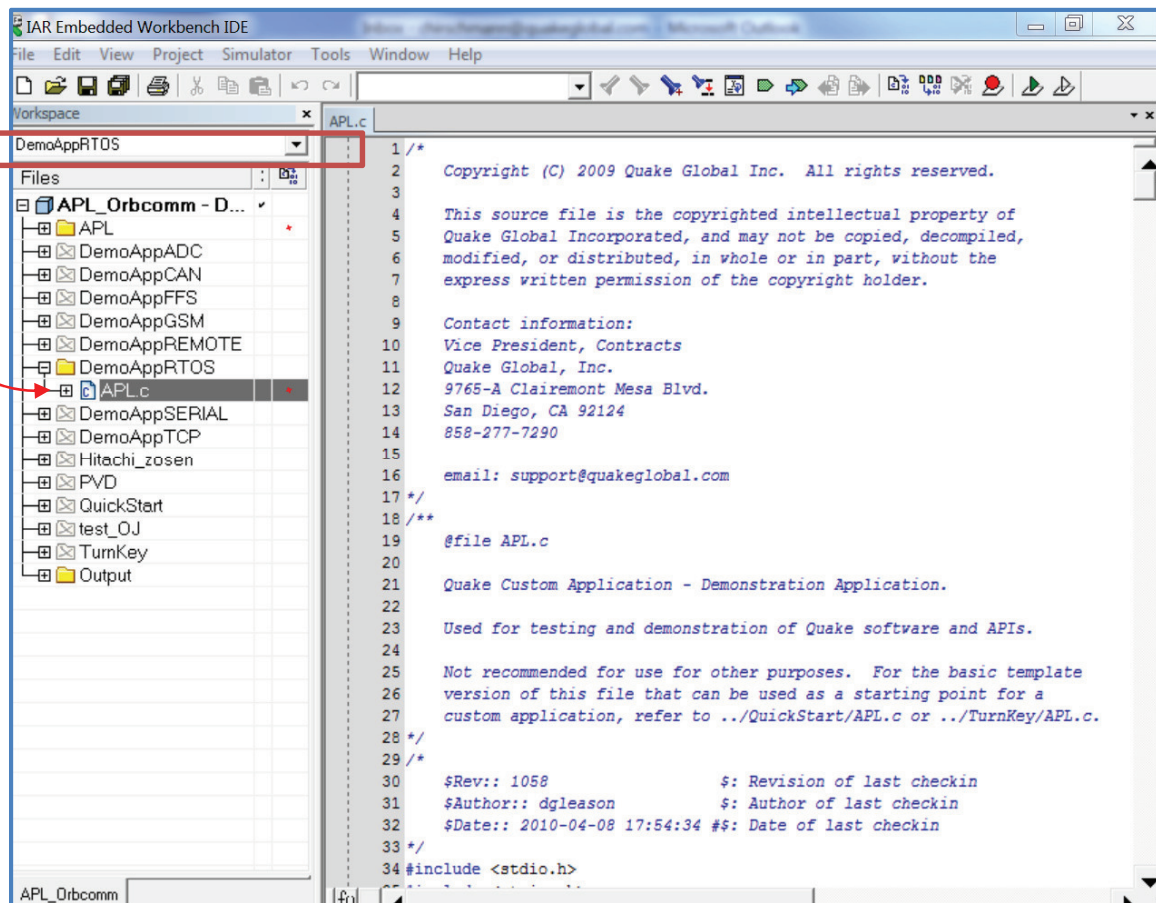 IAR Embedded Workbench IDE
File Edit View Project Simulator Tools Window Help
Workspace
DemoAppRTOS
Files
APL_Orbcomm - D...
APL
DemoAppADC
DemoAppCAN
DemoAppFFS
DemoAppGSM
DemoAppREMOTE
DemoAppRTOS
APL.c
DemoAppSERIAL
DemoAppTCP
Hitachi_zosen
PVD
QuickStart
test_OJ
TurnKey
Output
APL_Orbcomm
APL.c
1 /*
2 Copyright (C) 2009 Quake Global Inc. All rights reserved.
3
4 This source file is the copyrighted intellectual property of
5 Quake Global Incorporated, and may not be copied, decompiled,
6 modified, or distributed, in whole or in part, without the
7 express written permission of the copyright holder.
8
9 Contact information:
10 Vice President, Contracts
11 Quake Global, Inc.
12 9765-A Clairemont Mesa Blvd.
13 San Diego, CA 92124
14 858-277-7290
15
16 email: support@quakeglobal.com
17 */
18 /**
19 @file APL.c
20
21 Quake Custom Application - Demonstration Application.
22
23 Used for testing and demonstration of Quake software and APIs.
24
25 Not recommended for use for other purposes. For the basic template
26 version of this file that can be used as a starting point for a
27 custom application, refer to ../QuickStart/APL.c or ../TurnKey/APL.c.
28 */
29 /*
30 $Rev:: 1058 $: Revision of last checkin
31 $Author:: dgleason $: Author of last checkin
32 $Date:: 2010-04-08 17:54:34 #$: Date of last checkin
33 */
34 #include <stdio.h>